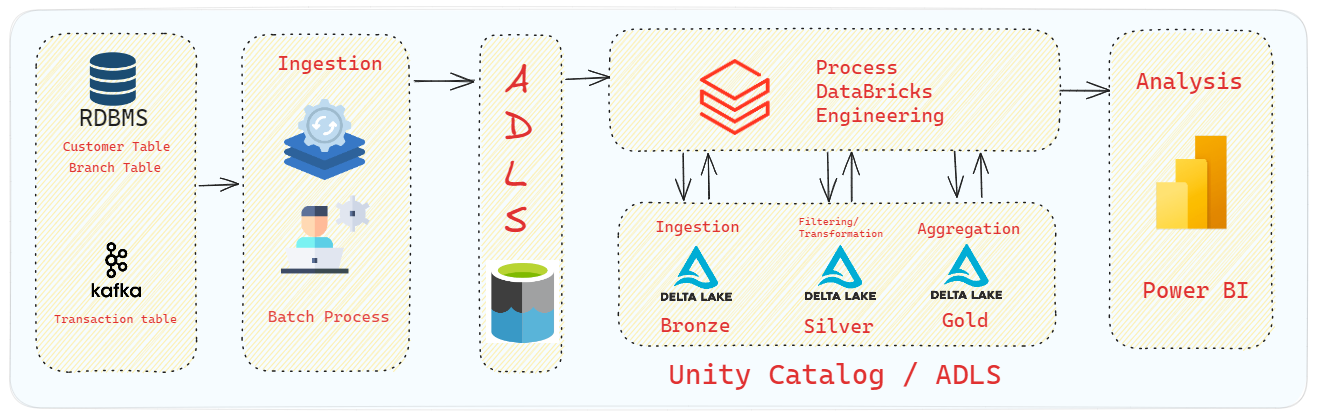 RDBMS
Customer Table
Branch Table
kafka
Transaction table
Ingestion
Batch Process
A
D
L
S
Process
DataBricks
Engineering
Ingestion
DELTA LAKE
Bronze
Filtering/
Transformation
DELTA LAKE
Silver
Aggregation
DELTA LAKE
Gold
Unity Catalog / ADLS
Analysis
Power BI